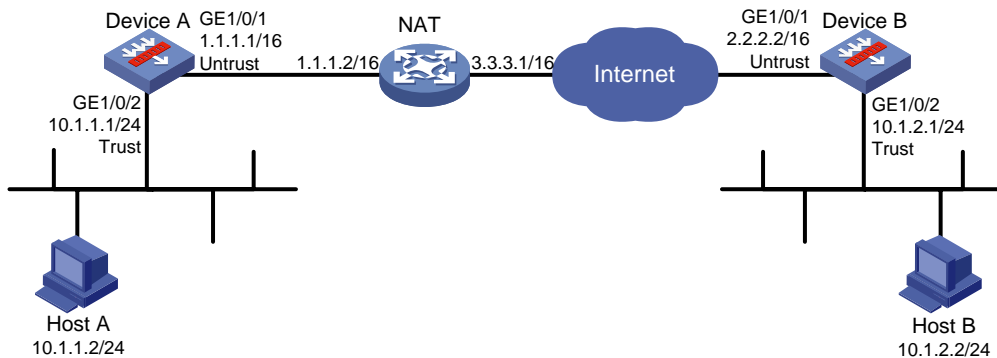 Device A
GE1/0/1
1.1.1.1/16
Untrust
GE1/0/2
10.1.1.1/24
Trust
Host A
10.1.1.2/24
1.1.1.2/16
NAT
3.3.3.1/16
Internet
GE1/0/1
2.2.2.2/16
Untrust
Device B
GE1/0/2
10.1.2.1/24
Trust
Host B
10.1.2.2/24